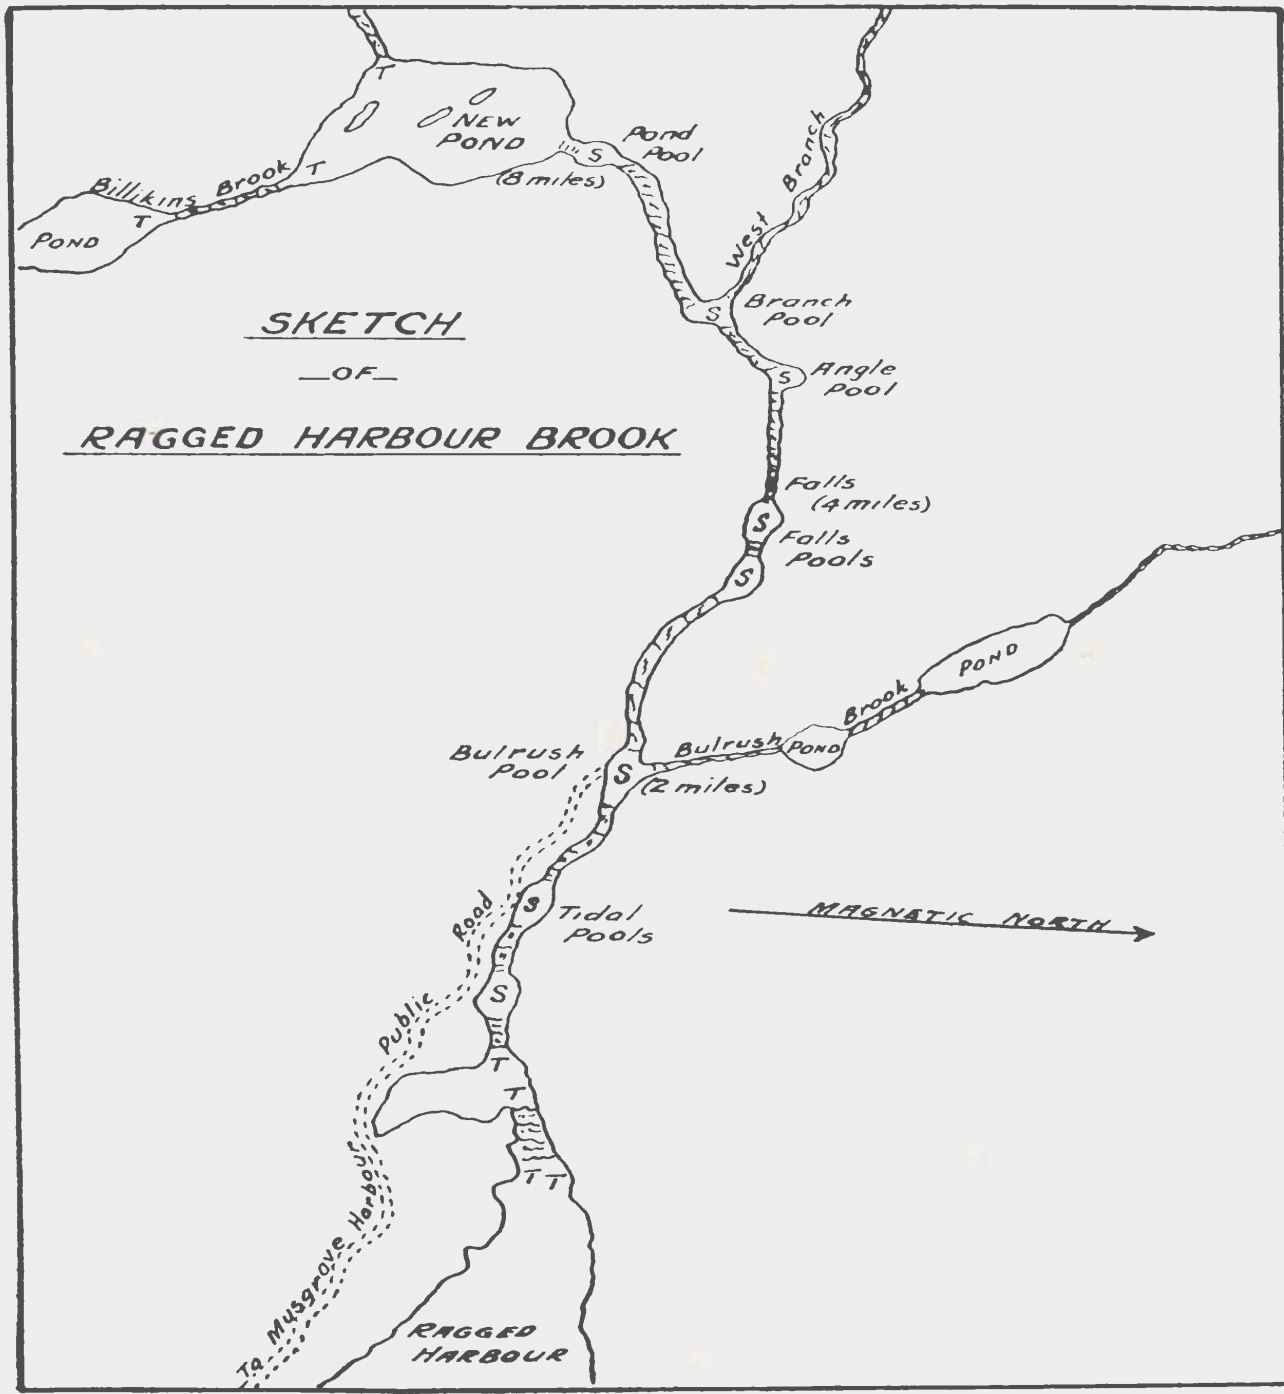 T
NEW
POND
S
Pond
Pool
(8 miles)
Billikins Brook
T
T
POND
West Branch
S
Branch
Pool
SKETCH
OF
RAGGED HARBOUR BROOK
S
Angle
Pool
Falls
(4 miles)
S
Falls
Pools
S
POND
Bulrush Brook
POND
Bulrush
Pool
S
(2 miles)
S
Tidal
Pools
MAGNETIC NORTH
S
Public Road
T
T
T T
To Musgrave Harbour
RAGGED
HARBOUR